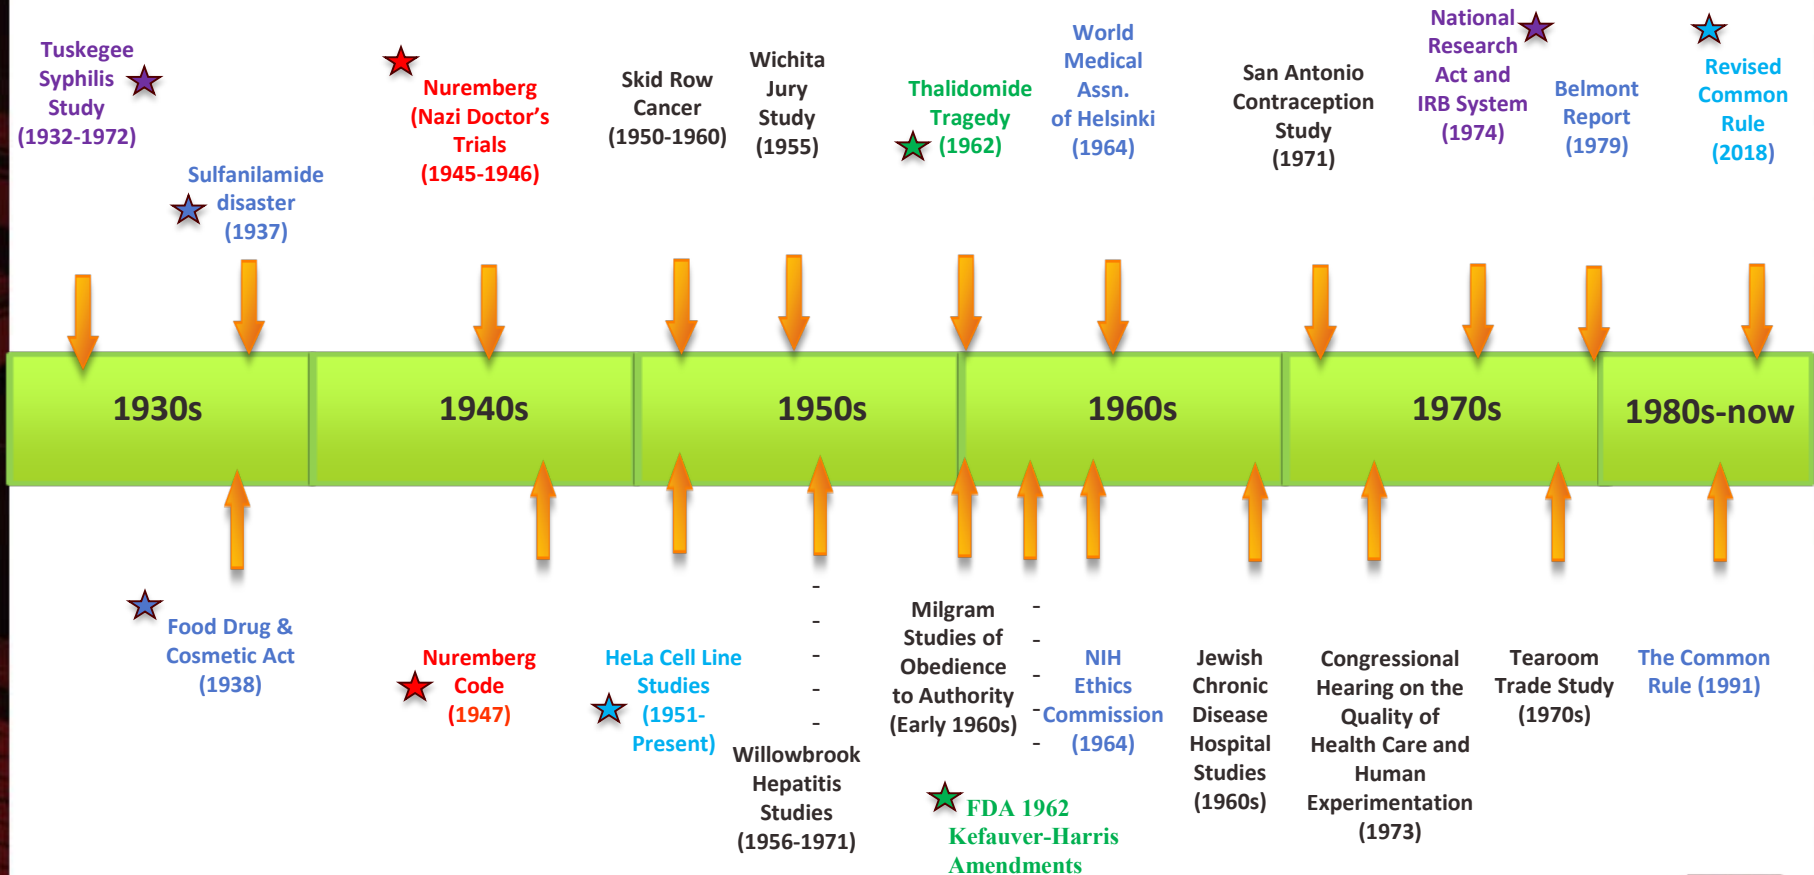 Tuskegee
Syphilis
Study
(1932-1972)
Sulfanilamide
disaster
(1937)
Nuremberg
(Nazi Doctor’s
Trials
(1945-1946)
Skid Row
Cancer
(1950-1960)
Wichita
Jury
Study
(1955)
Thalidomide
Tragedy
(1962)
World
Medical
Assn.
of Helsinki
(1964)
San Antonio
Contraception
Study
(1971)
National
Research
Act and
IRB System
(1974)
Belmont
Report
(1979)
Revised
Common
Rule
(2018)
1930s
1940s
1950s
1960s
1970s
1980s-now
Food Drug &
Cosmetic Act
(1938)
Nuremberg
Code
(1947)
HeLa Cell Line
Studies
(1951-
Present)
Willowbrook
Hepatitis
Studies
(1956-1971)
Milgram
Studies of
Obedience
to Authority
(Early 1960s)
FDA 1962
Kefauver-Harris
Amendments
NIH
Ethics
Commission
(1964)
Jewish
Chronic
Disease
Hospital
Studies
(1960s)
Congressional
Hearing on the
Quality of
Health Care and
Human
Experimentation
(1973)
Tearoom
Trade Study
(1970s)
The Common
Rule (1991)